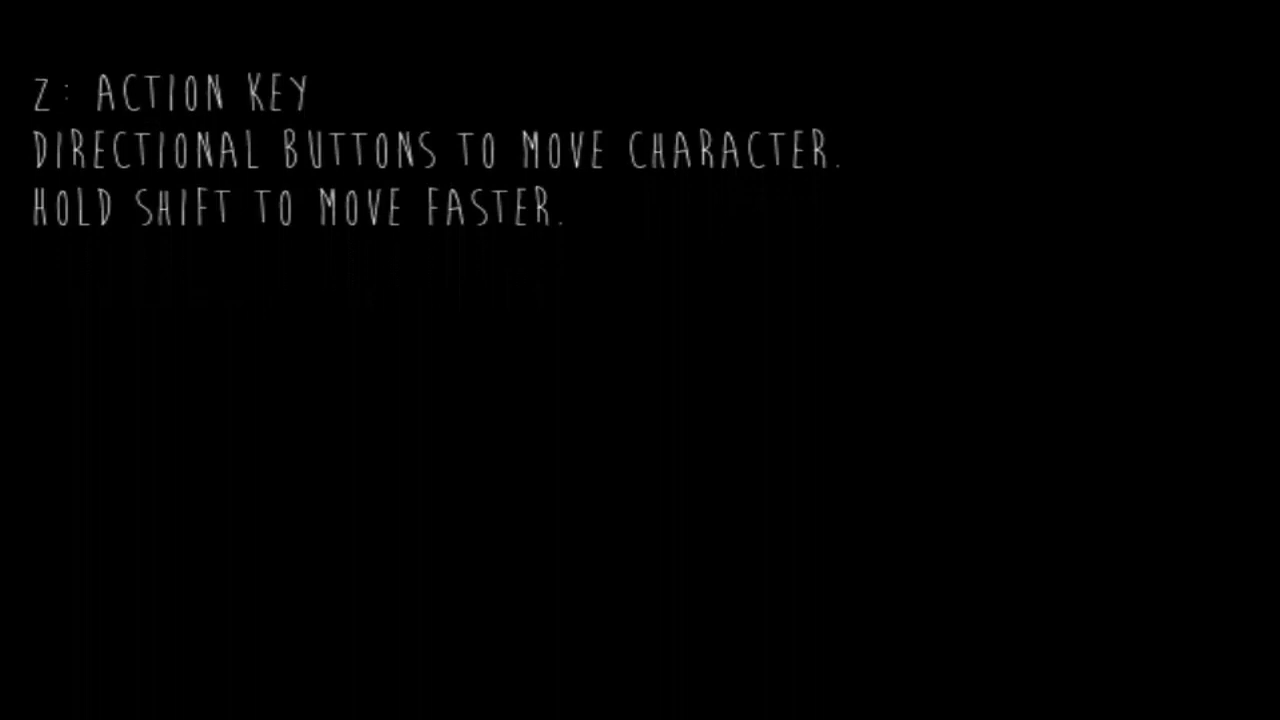 Z: ACTION KEY
DIRECTIONAL BUTTONS TO MOVE CHARACTER.
HOLD SHIFT TO MOVE FASTER.